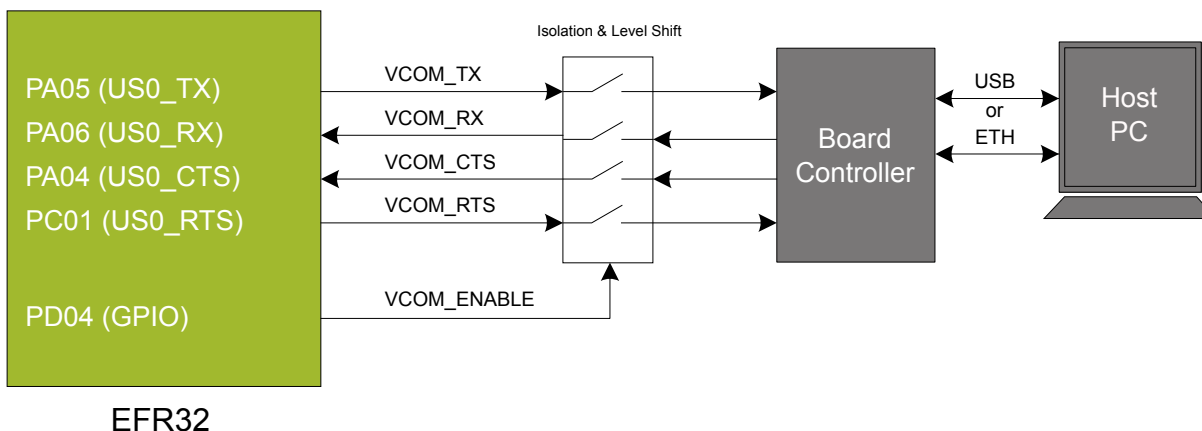 Isolation & Level Shift
PA05 (US0_TX)
VCOM_TX
PA06 (US0_RX)
VCOM_RX
PA04 (US0_CTS)
VCOM_CTS
PC01 (US0_RTS)
VCOM_RTS
PD04 (GPIO)
VCOM_ENABLE
Board
Controller
USB
or
ETH
Host
PC
EFR32